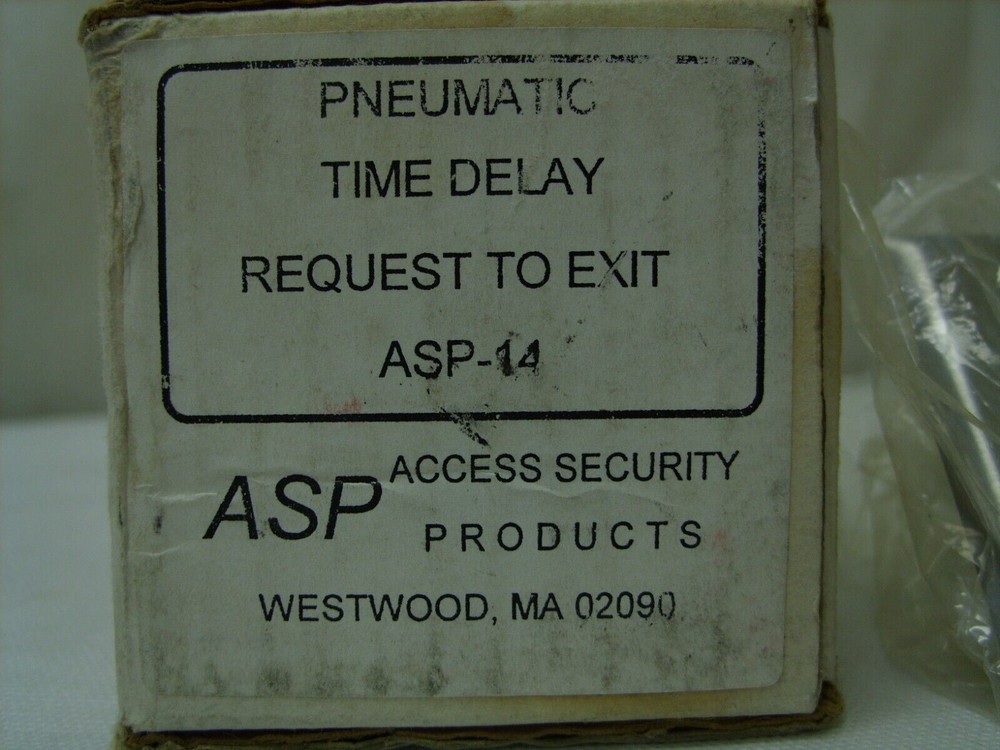 PNEUMATIC
TIME DELAY
REQUEST TO EXIT
ASP-14
ASP ACCESS SECURITY
PRODUCTS
WESTWOOD, MA 02090